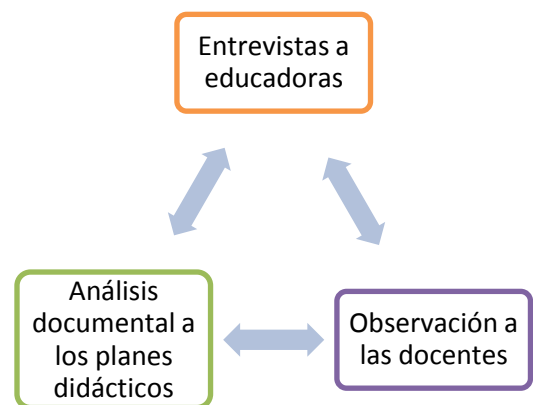 Entrevistas a
educadoras
Análisis
documental a
los planes
didácticos
Observación a
las docentes